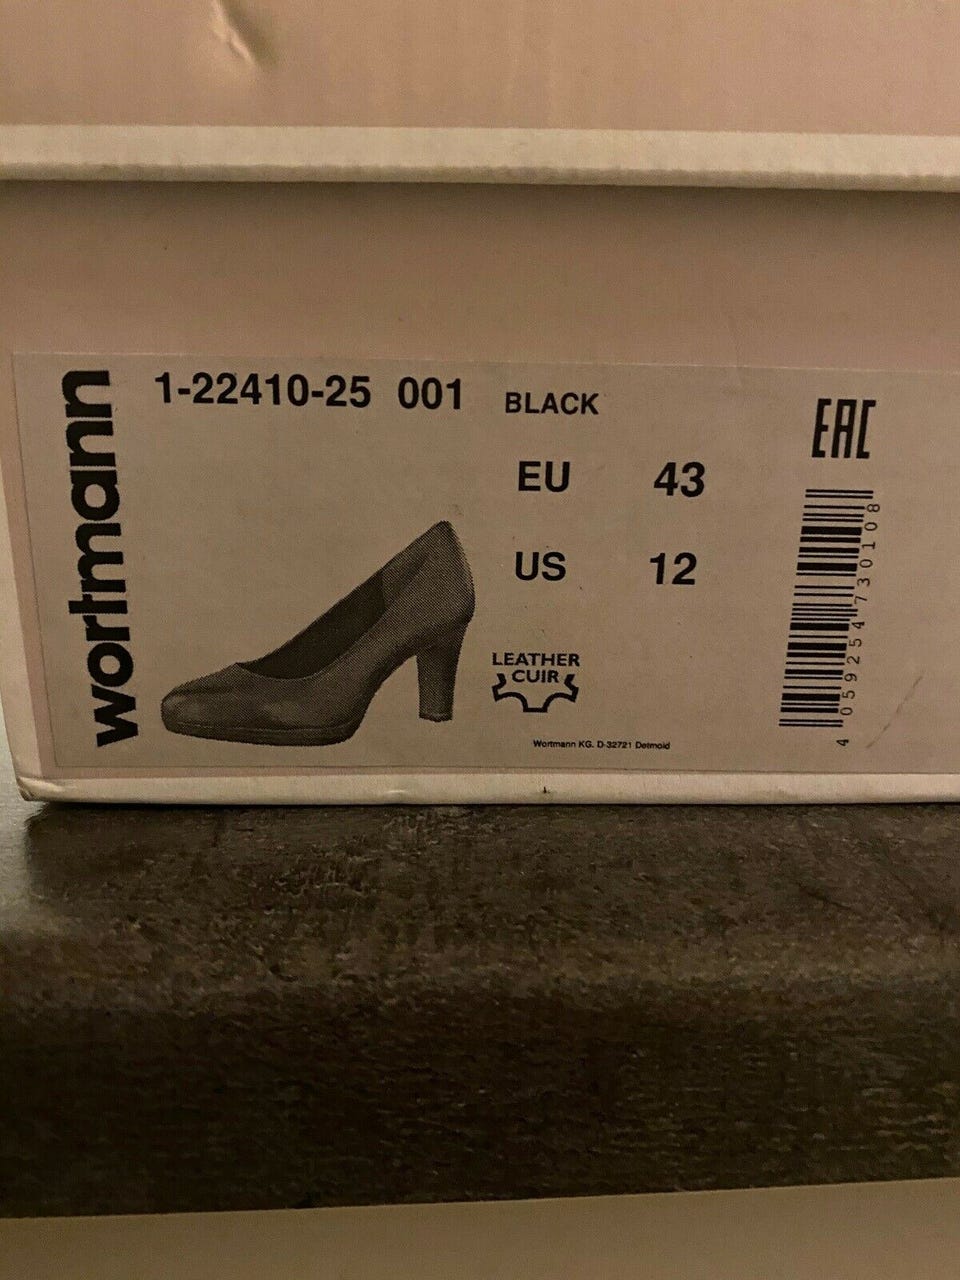 wortmann
1-22410-25 001 BLACK
EAC
EU 43
US 12
LEATHER
CUIR
Wortmann KG. D-32721 Detmold
4 059254 730108